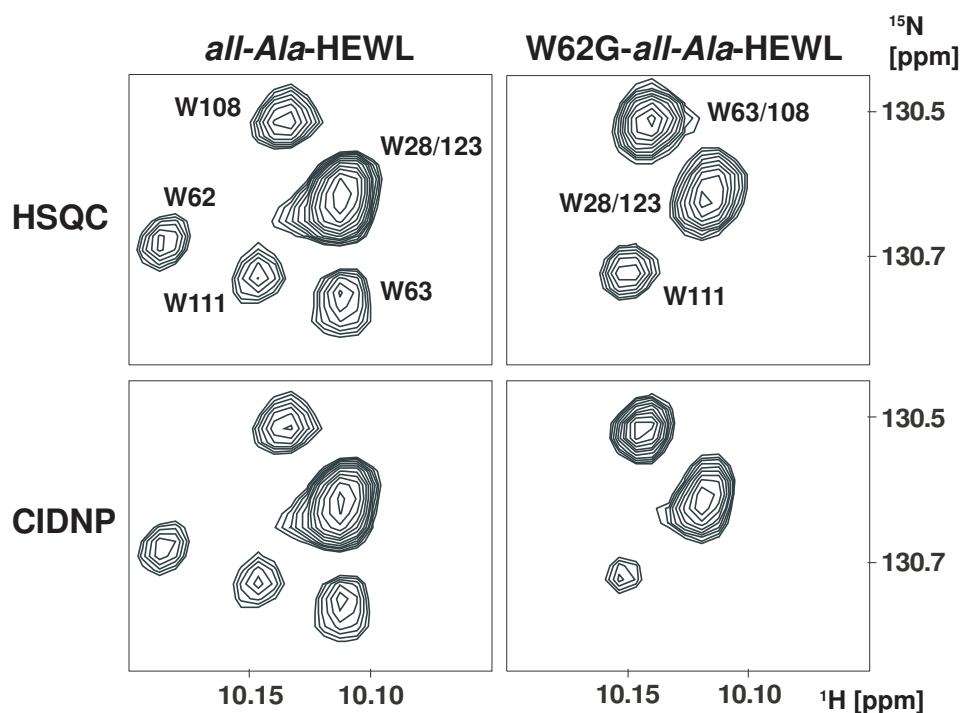 all-Ala-HEWL
W62G-all-Ala-HEWL
15N
[ppm]
HSQC
W108
W28/123
W62
W111
W63
W63/108
W28/123
W111
130.5
130.7
CIDNP
130.5
130.7
10.15
10.10
10.15
10.10
1H [ppm]